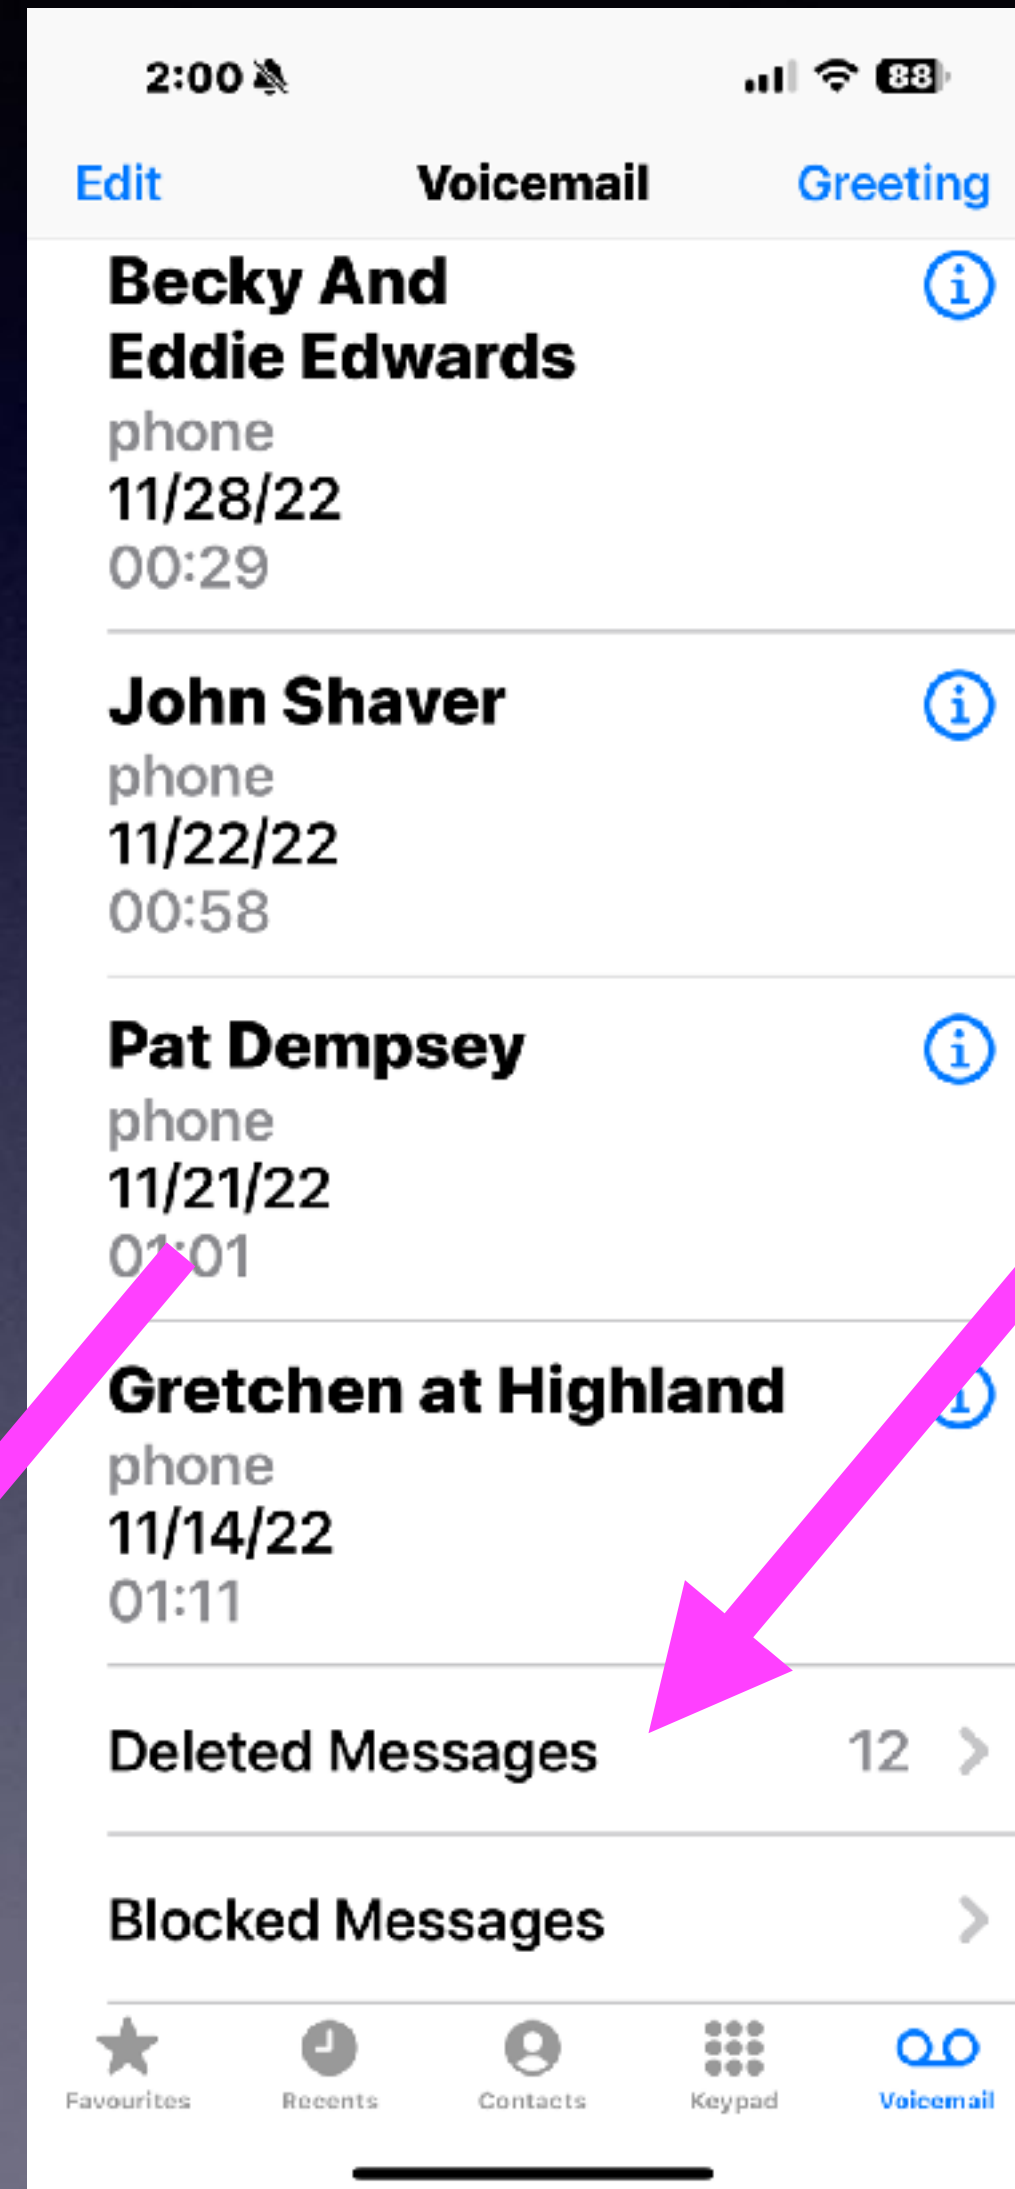 2:00
88
Edit Voicemail Greeting
Becky And
Eddie Edwards
phone
11/28/22
00:29
John Shaver
phone
11/22/22
00:58
Pat Dempsey
phone
11/21/22
01:01
Gretchen at Highland
phone
11/14/22
01:11
Deleted Messages 12
Blocked Messages
Favourites Recents Contacts Keypad Voicemail